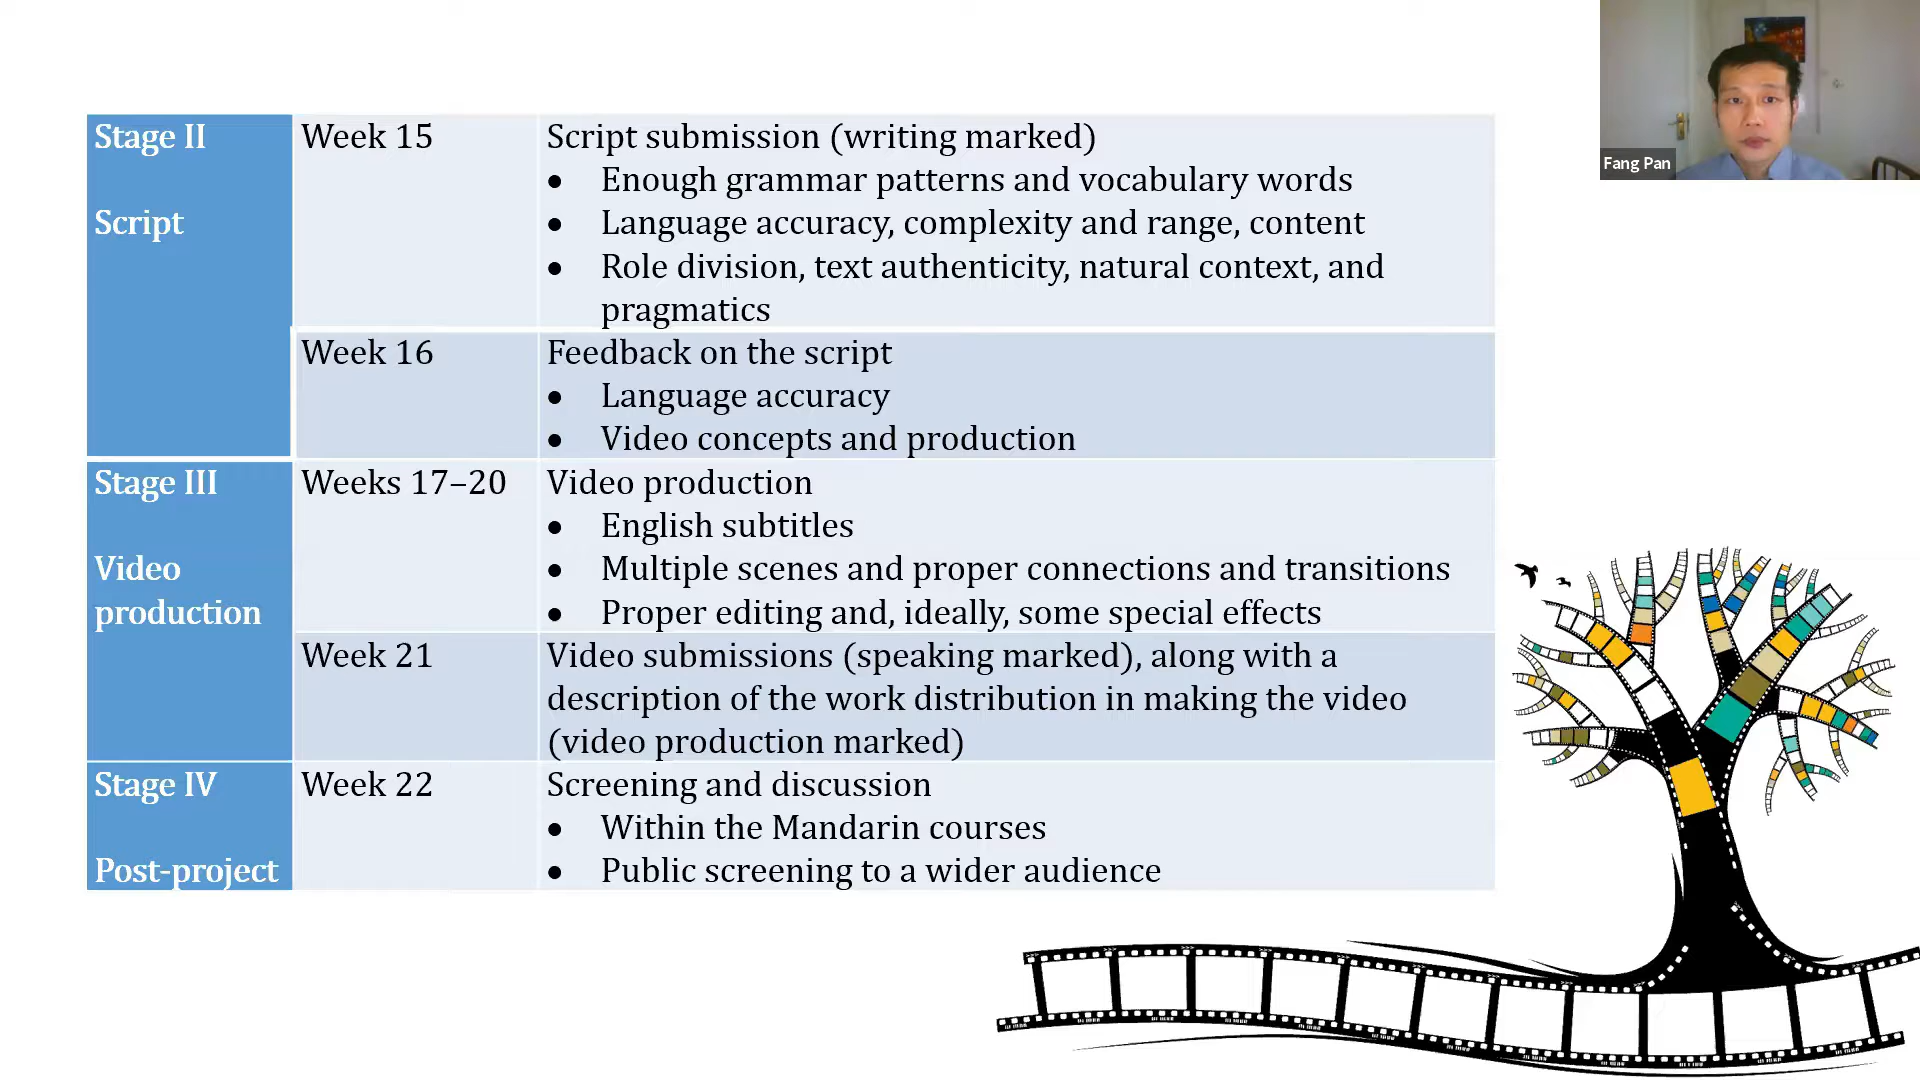 Stage II
Script
Week 15
Script submission (writing marked)
• Enough grammar patterns and vocabulary words
• Language accuracy, complexity and range, content
• Role division, text authenticity, natural context, and
pragmatics
Week 16
Feedback on the script
• Language accuracy
• Video concepts and production
Stage III
Video
production
Weeks 17–20
Video production
• English subtitles
• Multiple scenes and proper connections and transitions
• Proper editing and, ideally, some special effects
Week 21
Video submissions (speaking marked), along with a
description of the work distribution in making the video
(video production marked)
Stage IV
Post-project
Week 22
Screening and discussion
• Within the Mandarin courses
• Public screening to a wider audience
Fang Pan